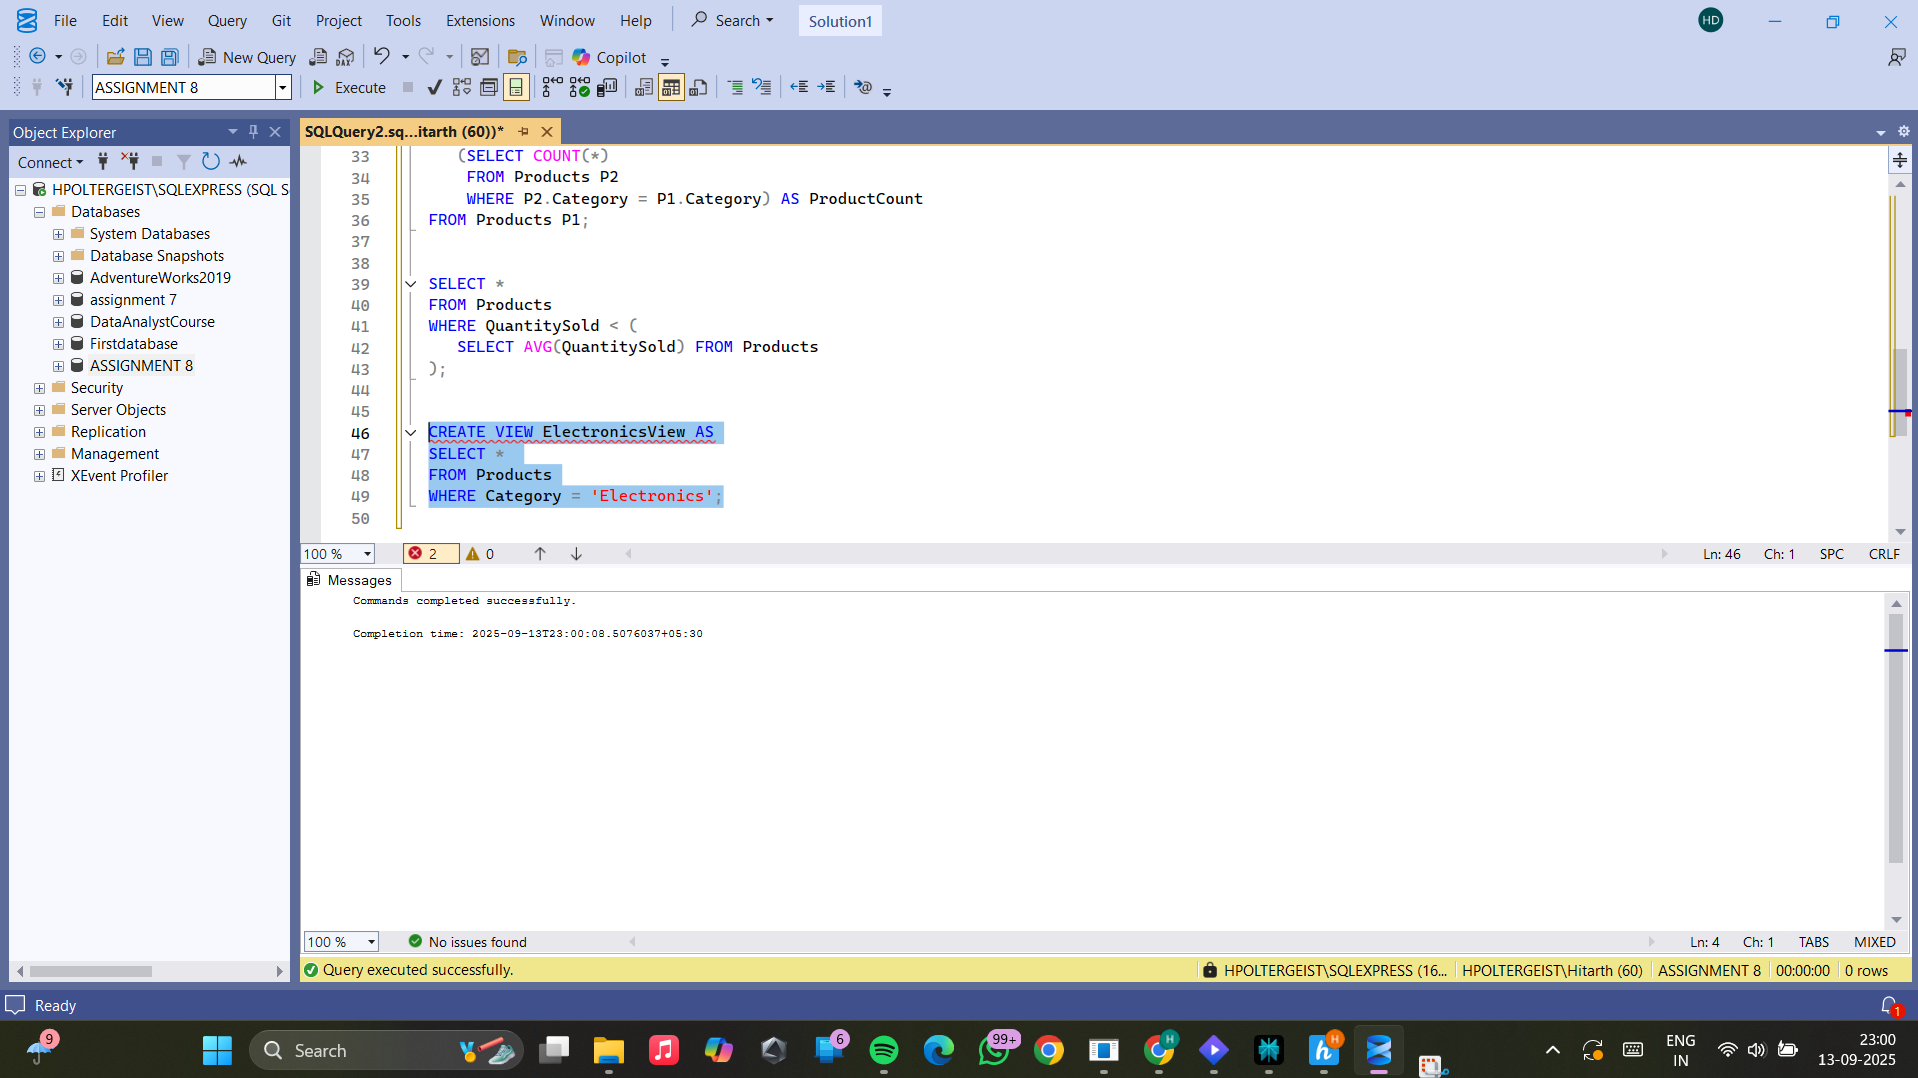 File Edit View Query Git Project Tools Extensions Window Help Search Solution1 HD
New Query DAX Copilot
ASSIGNMENT 8 Execute
Object Explorer
Connect
HPOLTERGEIST\SQLEXPRESS (SQL S
Databases
System Databases
Database Snapshots
AdventureWorks2019
assignment 7
DataAnalystCourse
Firstdatabase
ASSIGNMENT 8
Security
Server Objects
Replication
Management
XEvent Profiler
SQLQuery2.sq...itarth (60))*
33 (SELECT COUNT(*)
34 FROM Products P2
35 WHERE P2.Category = P1.Category) AS ProductCount
36 FROM Products P1;
37
38
39 SELECT *
40 FROM Products
41 WHERE QuantitySold < (
42 SELECT AVG(QuantitySold) FROM Products
43 );
44
45
46 CREATE VIEW ElectronicsView AS
47 SELECT *
48 FROM Products
49 WHERE Category = 'Electronics';
50
100 % 2 0 Ln: 46 Ch: 1 SPC CRLF
Messages
Commands completed successfully.
Completion time: 2025-09-13T23:00:08.5076037+05:30
100 % No issues found Ln: 4 Ch: 1 TABS MIXED
Query executed successfully. HPOLTERGEIST\SQLEXPRESS (16... HPOLTERGEIST\Hitarth (60) ASSIGNMENT 8 00:00:00 0 rows
Ready 1
9 Search 6 99+ H h H ENG 23:00
IN 13-09-2025